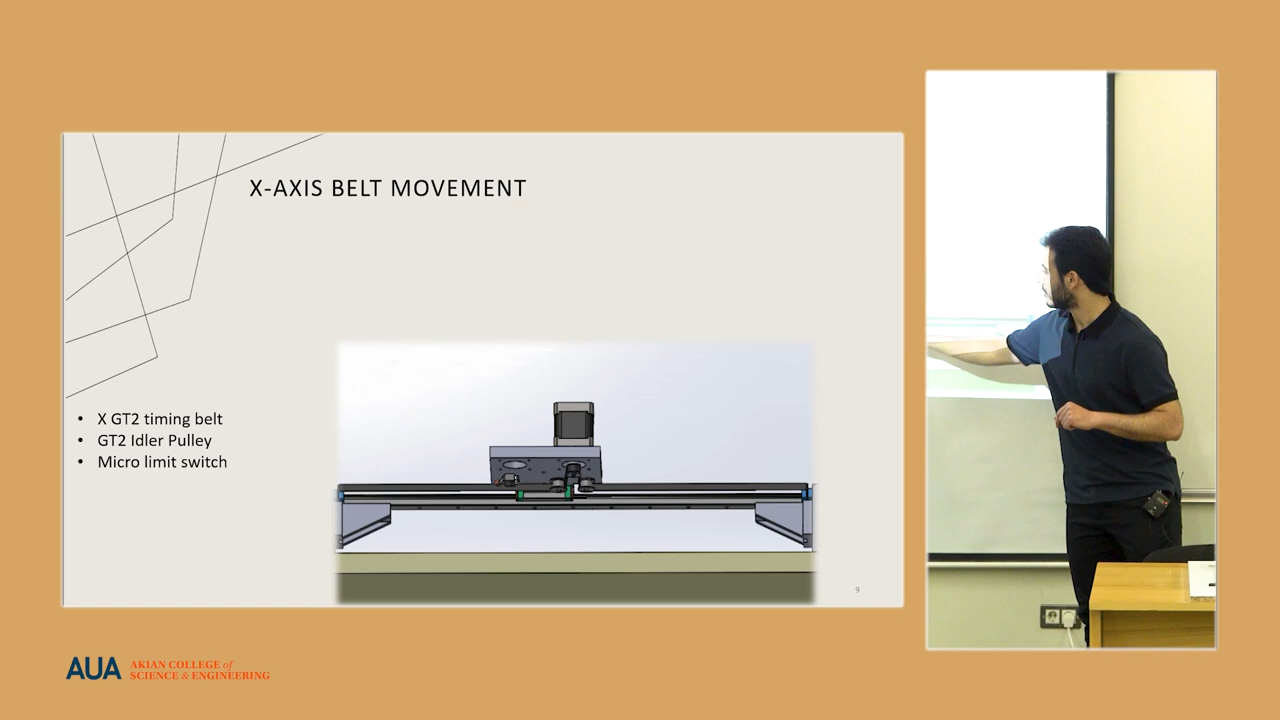 X-AXIS BELT MOVEMENT
• X GT2 timing belt
• GT2 Idler Pulley
• Micro limit switch
9
AUA AKIAN COLLEGE of
SCIENCE & ENGINEERING